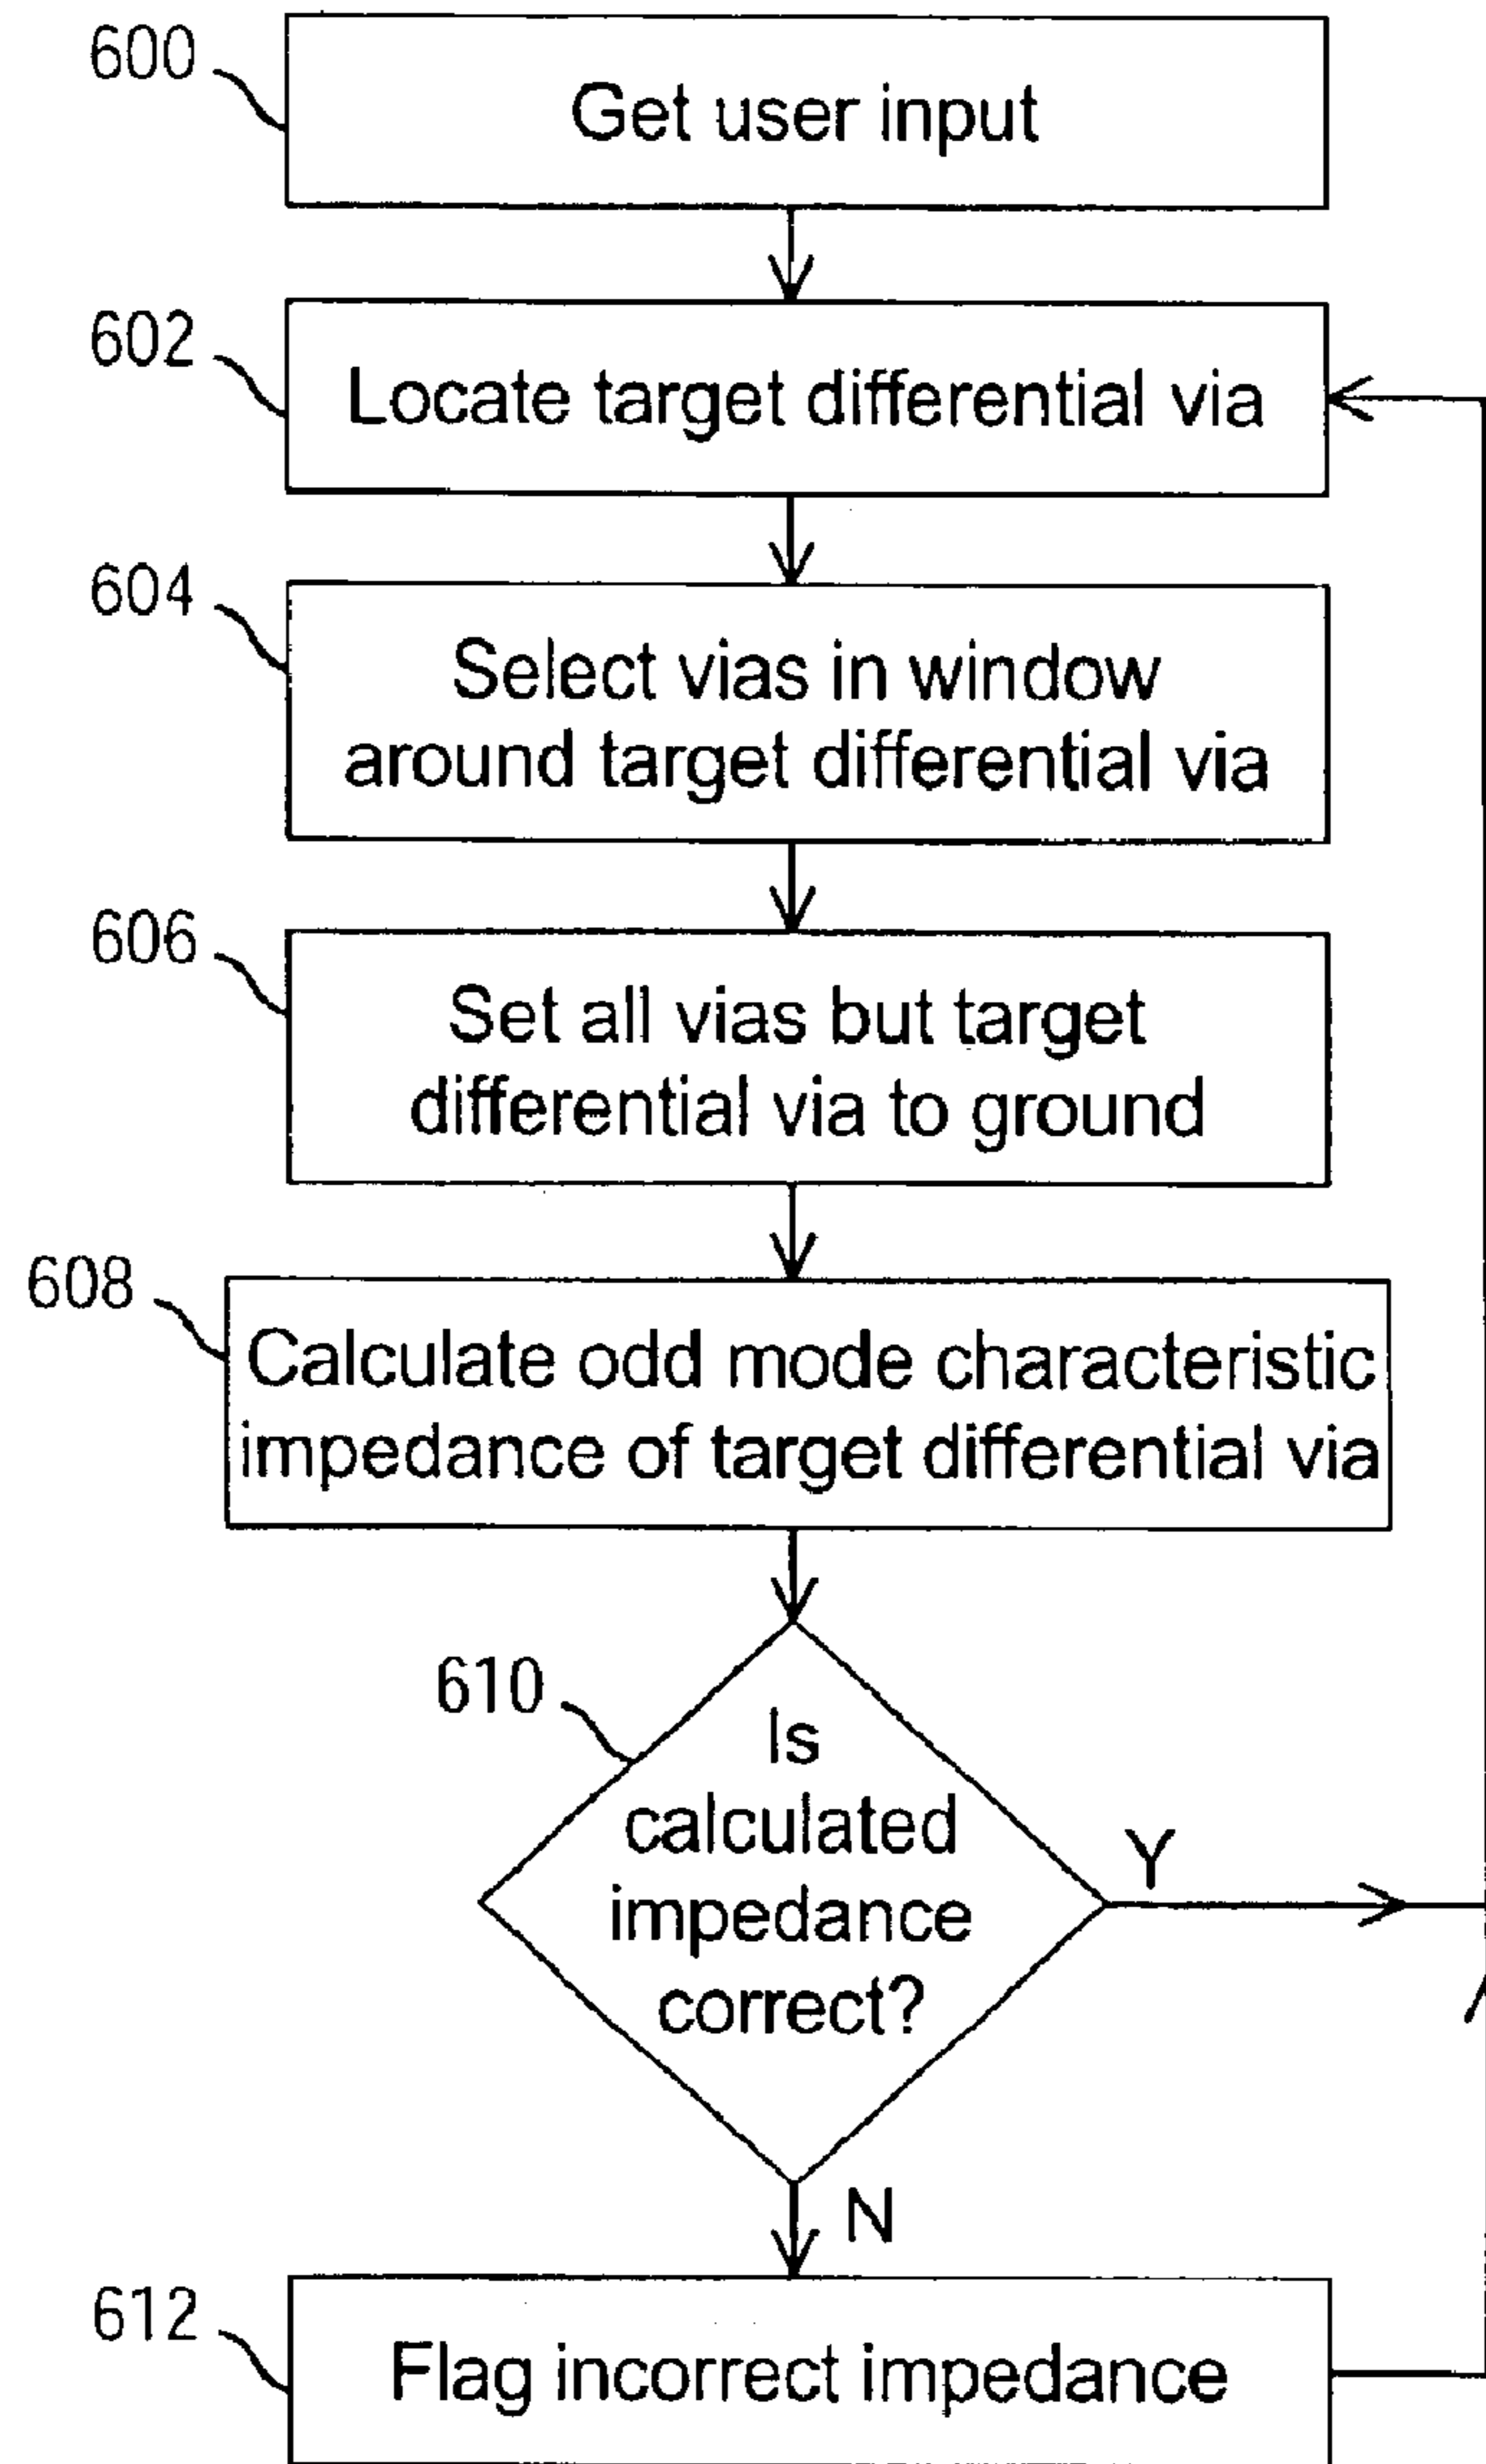 600
Get user input
602
Locate target differential via
604
Select vias in window
around target differential via
606
Set all vias but target
differential via to ground
608
Calculate odd mode characteristic
impedance of target differential via
610
Is
calculated
impedance
correct?
Y
N
612
Flag incorrect impedance